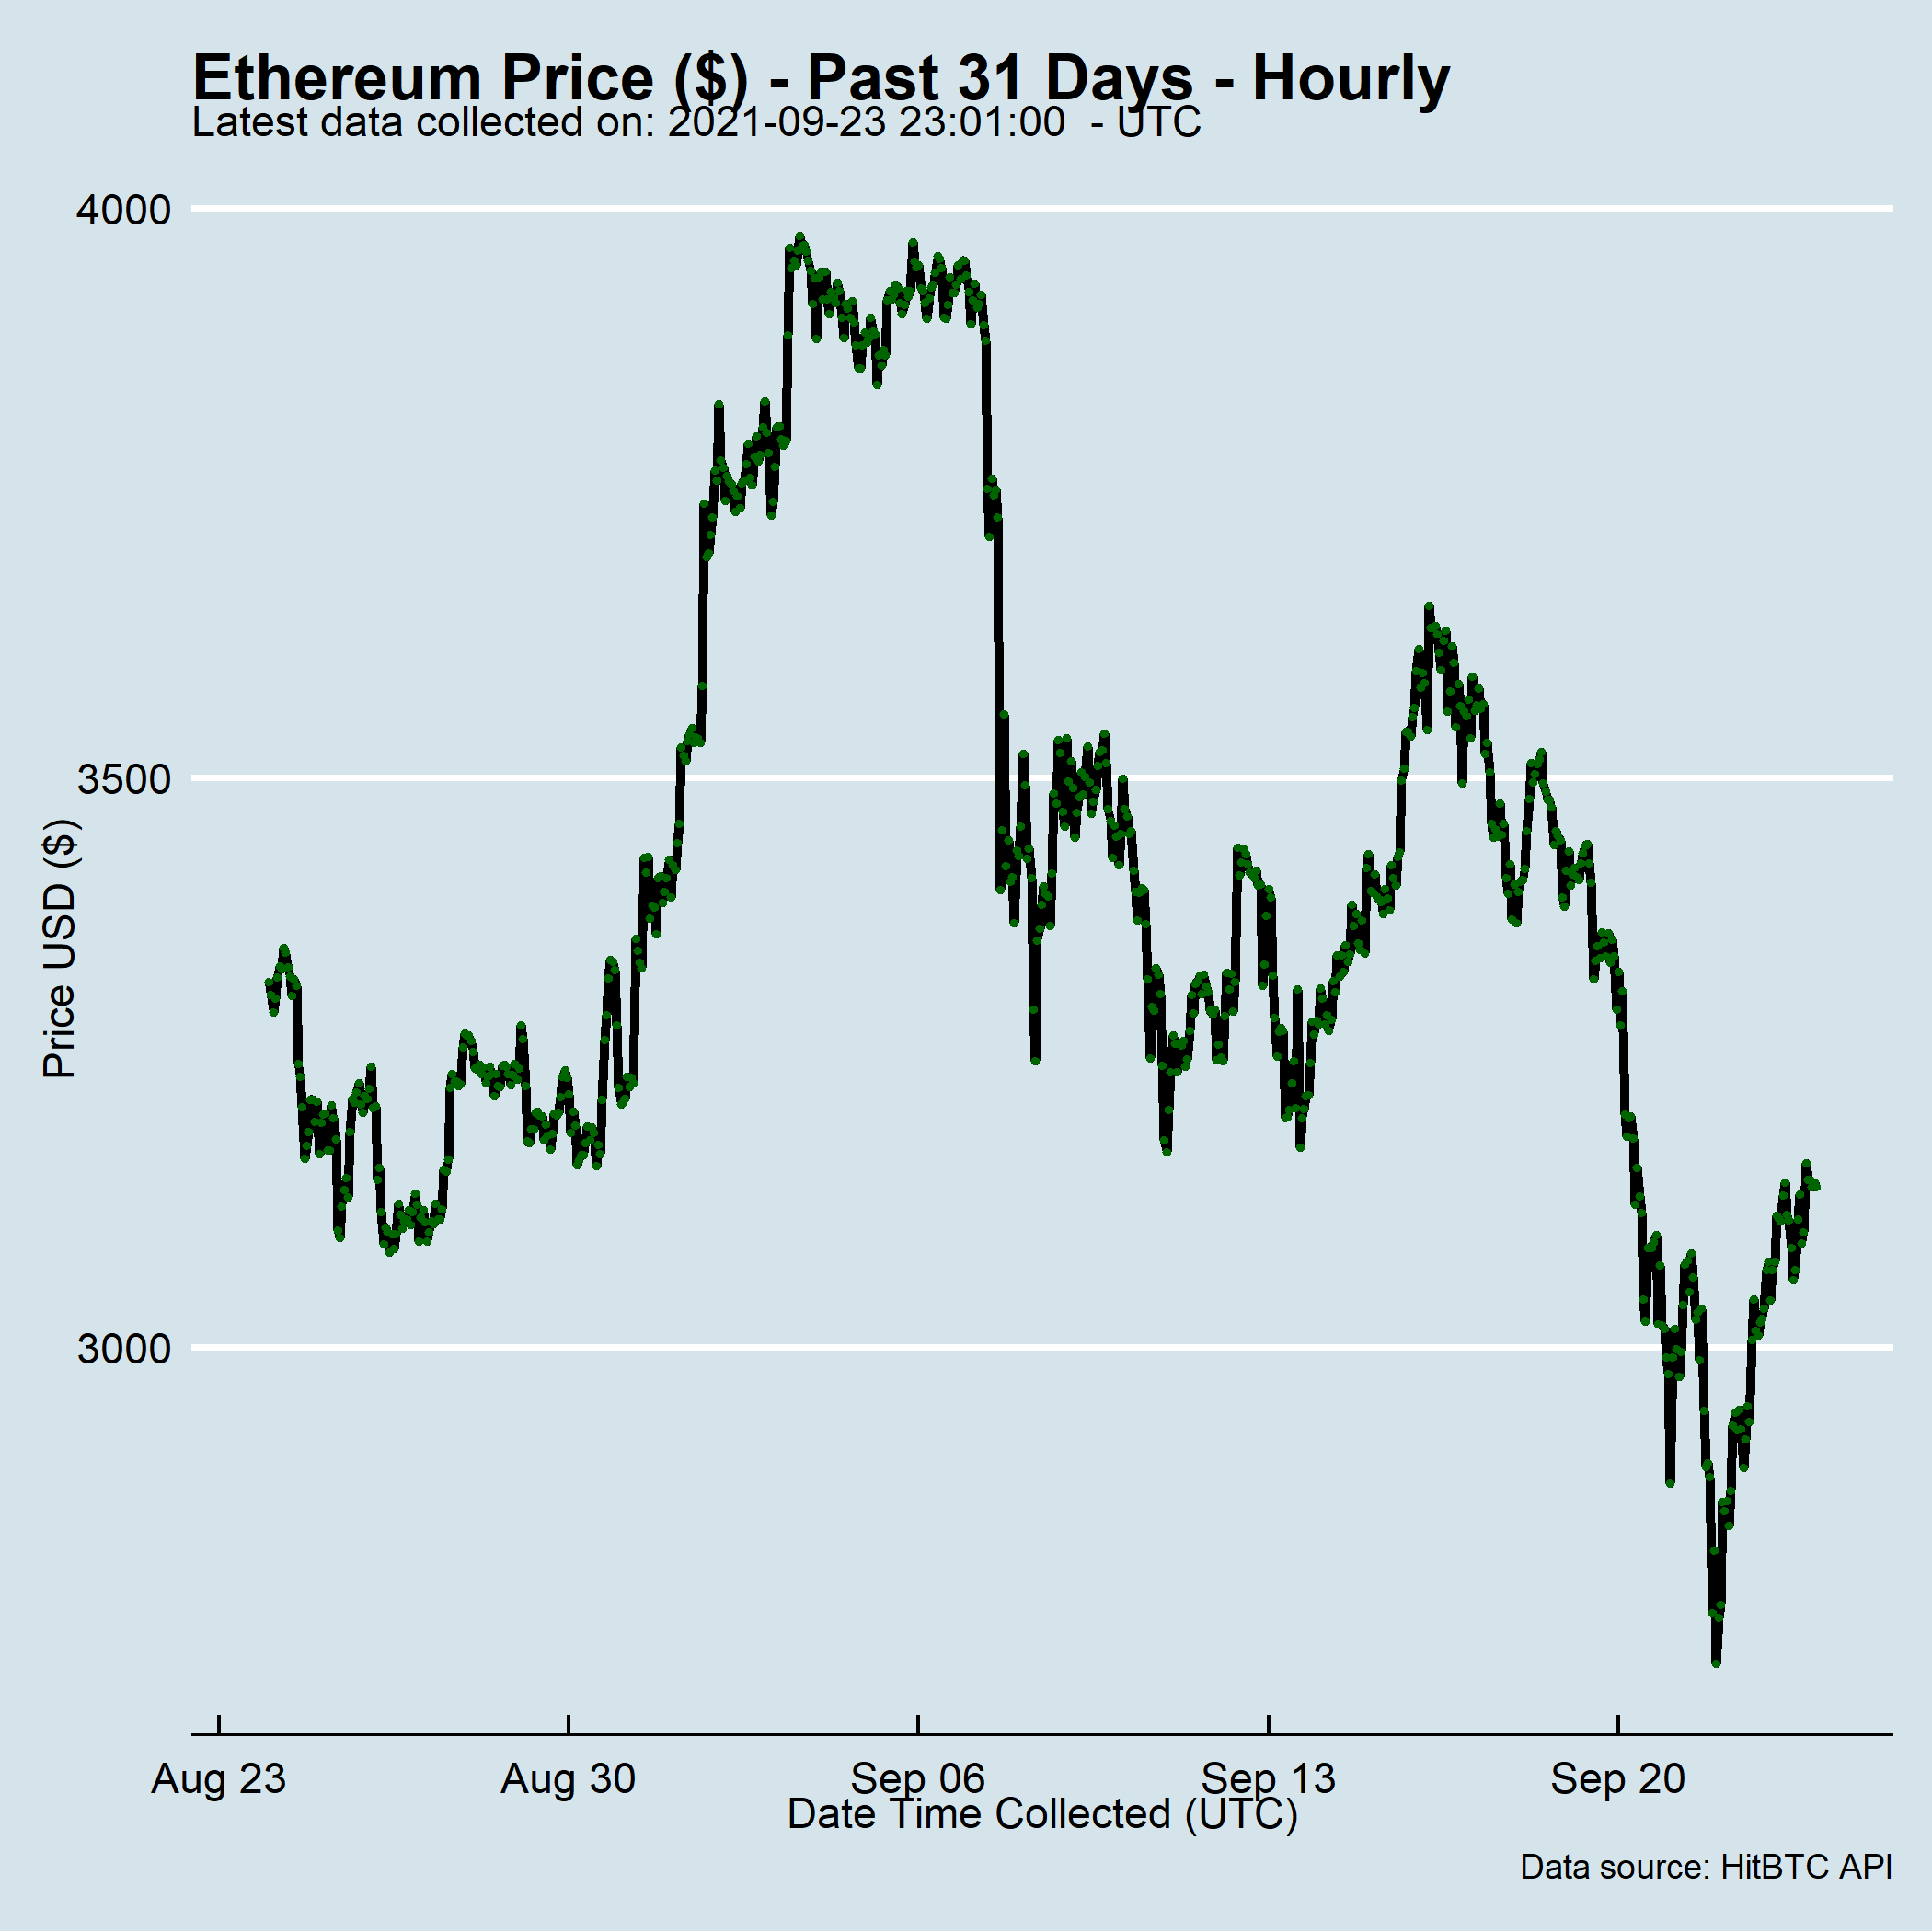 Ethereum Price ($) - Past 31 Days - Hourly
Latest data collected on: 2021-09-23 23:01:00  - UTC
4000
3500
3000
Price USD ($)
Aug 23
Aug 30
Sep 06
Sep 13
Sep 20
Date Time Collected (UTC)
Data source: HitBTC API